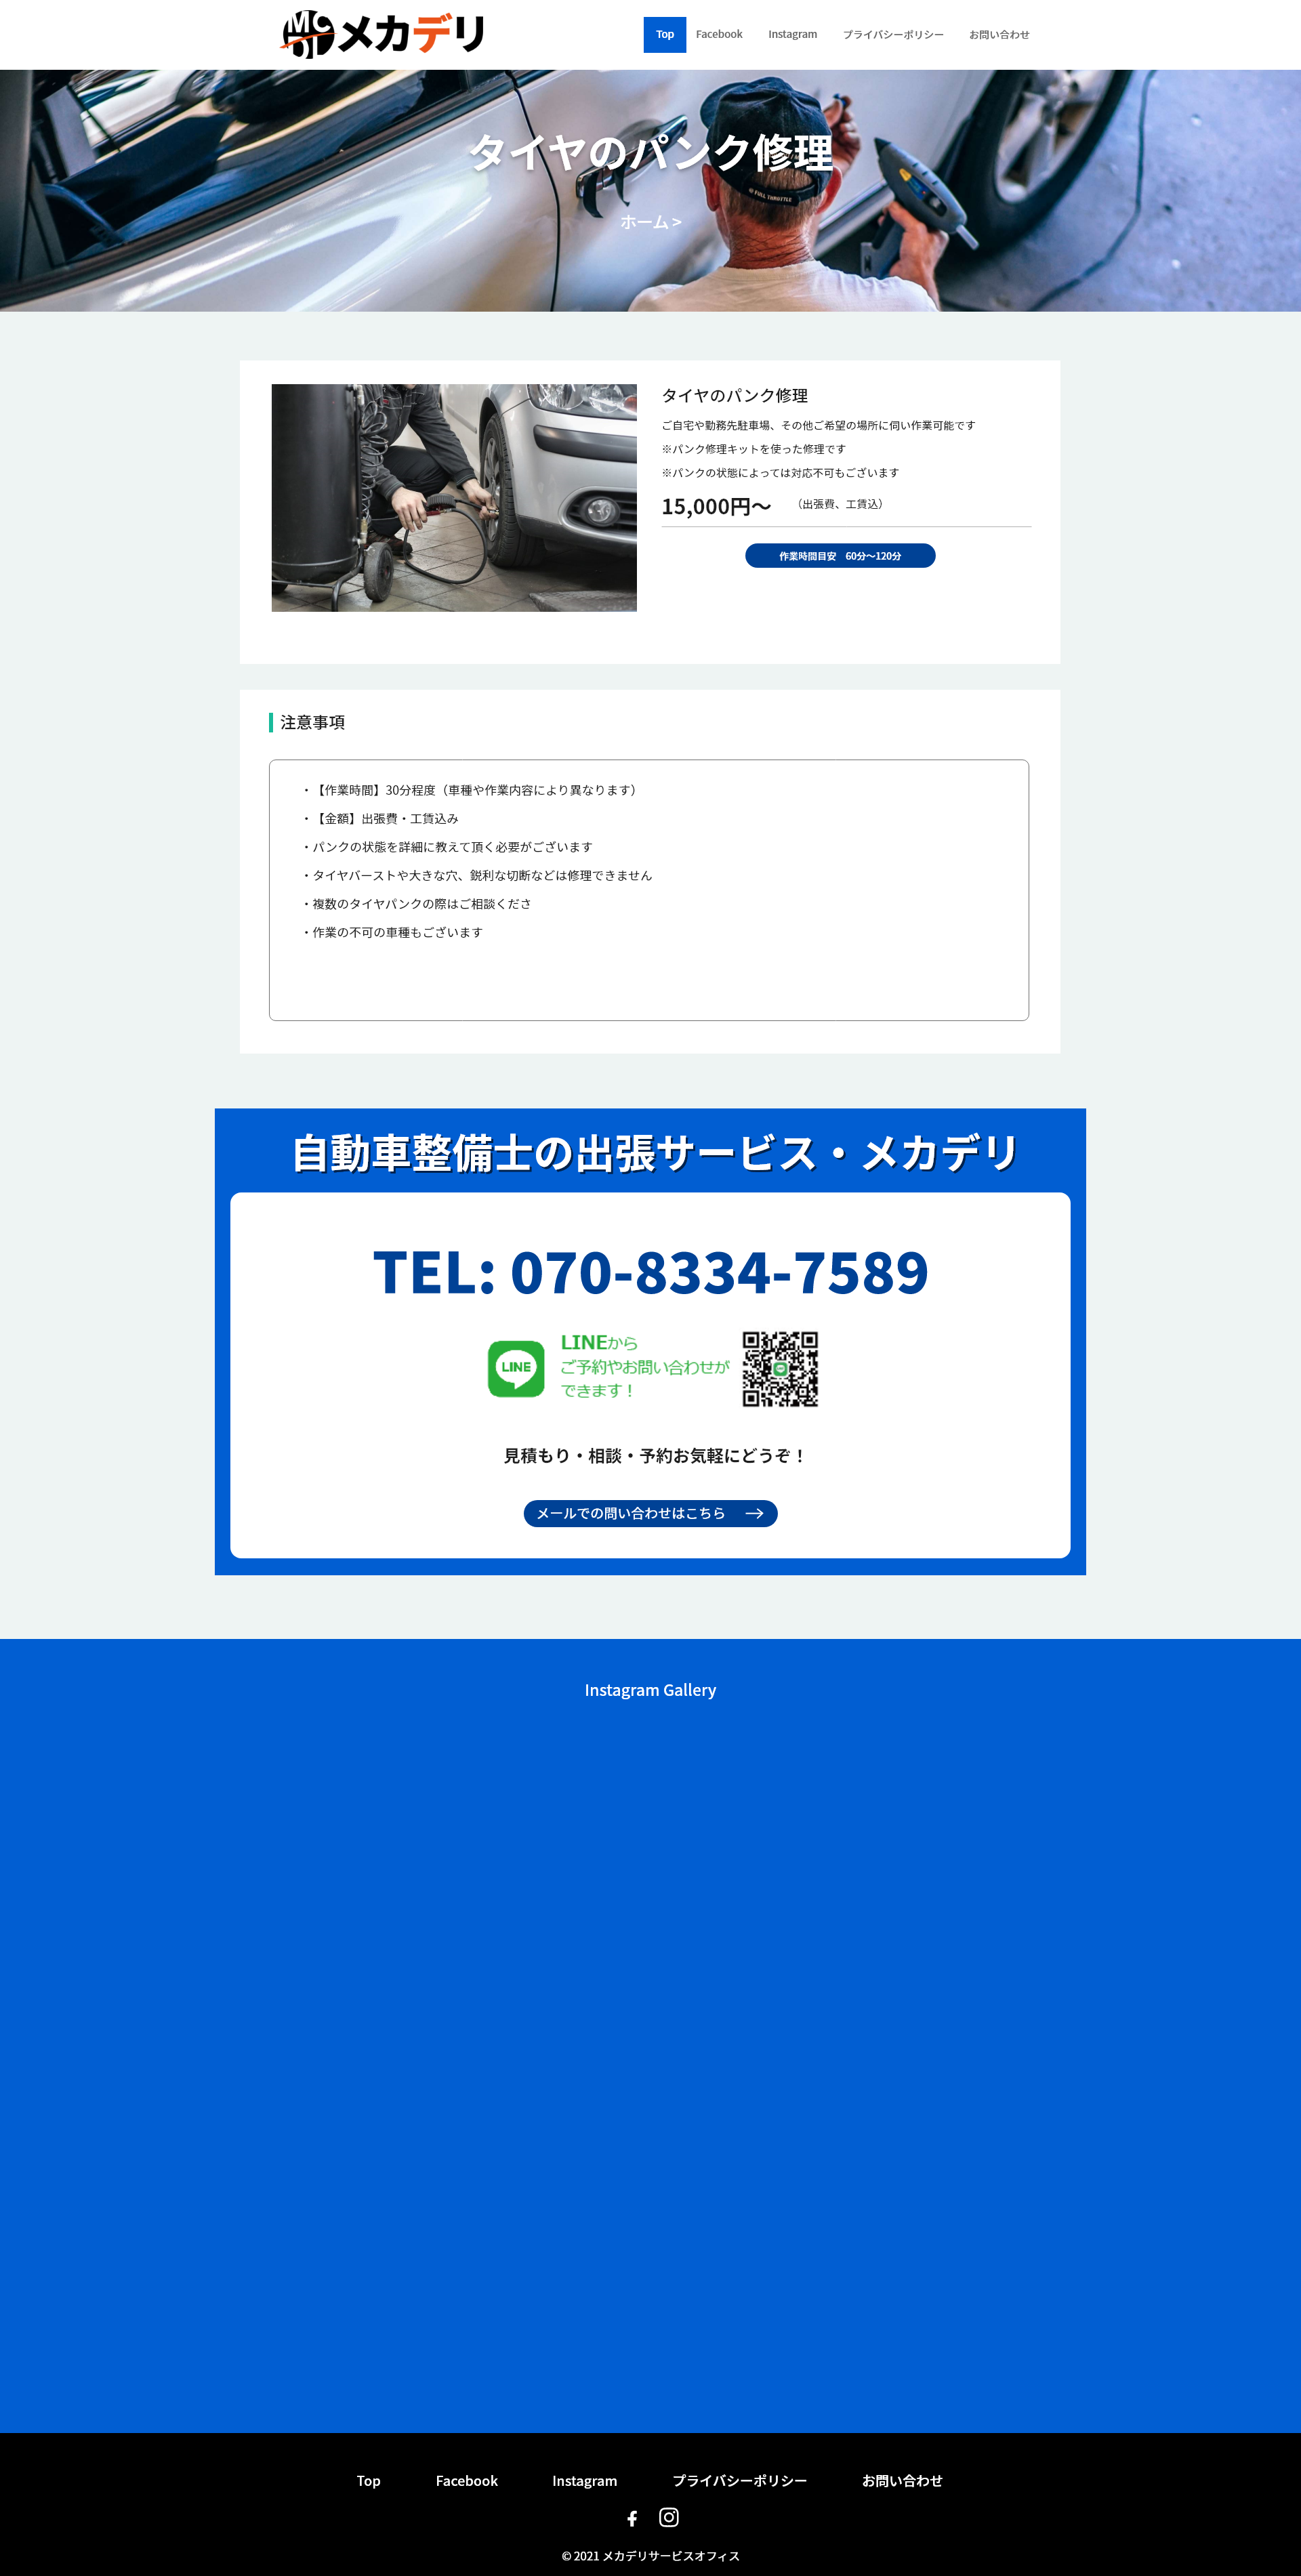 MC メカデリ
Top Facebook Instagram プライバシーポリシー お問い合わせ
タイヤのパンク修理
FULL THROTTLE
ホーム >
タイヤのパンク修理
ご自宅や勤務先駐車場、その他ご希望の場所に伺い作業可能です
※パンク修理キットを使った修理です
※パンクの状態によっては対応不可もございます
15,000円〜 （出張費、工賃込）
作業時間目安　60分〜120分
注意事項
・【作業時間】30分程度（車種や作業内容により異なります）
・【金額】出張費・工賃込み
・パンクの状態を詳細に教えて頂く必要がございます
・タイヤバーストや大きな穴、鋭利な切断などは修理できません
・複数のタイヤパンクの際はご相談くださ
・作業の不可の車種もございます
自動車整備士の出張サービス・メカデリ
TEL: 070-8334-7589
LINE
LINEから
ご予約やお問い合わせが
できます！
見積もり・相談・予約お気軽にどうぞ！
メールでの問い合わせはこちら
Instagram Gallery
Top Facebook Instagram プライバシーポリシー お問い合わせ
© 2021 メカデリサービスオフィス